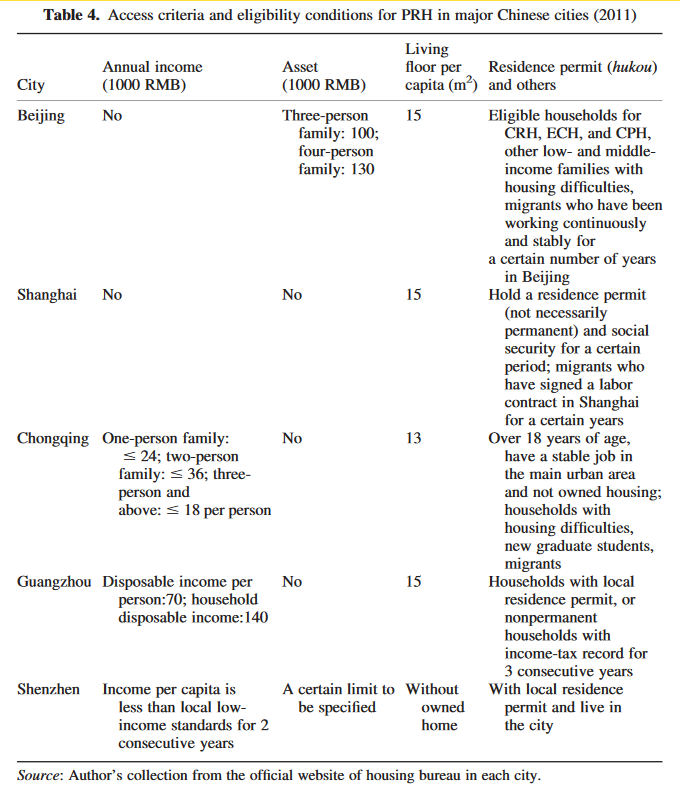 Table 4. Access criteria and eligibility conditions for PRH in major Chinese cities (2011)
City
Annual income
(1000 RMB)
Asset
(1000 RMB)
Living
floor per
capita (m²)
Residence permit (hukou)
and others
Beijing
No
Three-person
family: 100;
four-person
family: 130
15
Eligible households for
CRH, ECH, and CPH,
other low- and middle-
income families with
housing difficulties,
migrants who have been
working continuously
and stably for
a certain number of years
in Beijing
Shanghai
No
No
15
Hold a residence permit
(not necessarily
permanent) and social
security for a certain
period; migrants who
have signed a labor
contract in Shanghai
for a certain years
Chongqing
One-person family:
≤ 24; two-person
family: ≤ 36; three-
person and
above: ≤ 18 per person
No
13
Over 18 years of age,
have a stable job in
the main urban area
and not owned housing;
households with
housing difficulties,
new graduate students,
migrants
Guangzhou
Disposable income per
person:70; household
disposable income:140
No
15
Households with local
residence permit, or
nonpermanent
households with
income-tax record for
3 consecutive years
Shenzhen
Income per capita is
less than local low-
income standards for 2
consecutive years
A certain limit to
be specified
Without
owned
home
With local residence
permit and live in
the city
Source: Author's collection from the official website of housing bureau in each city.